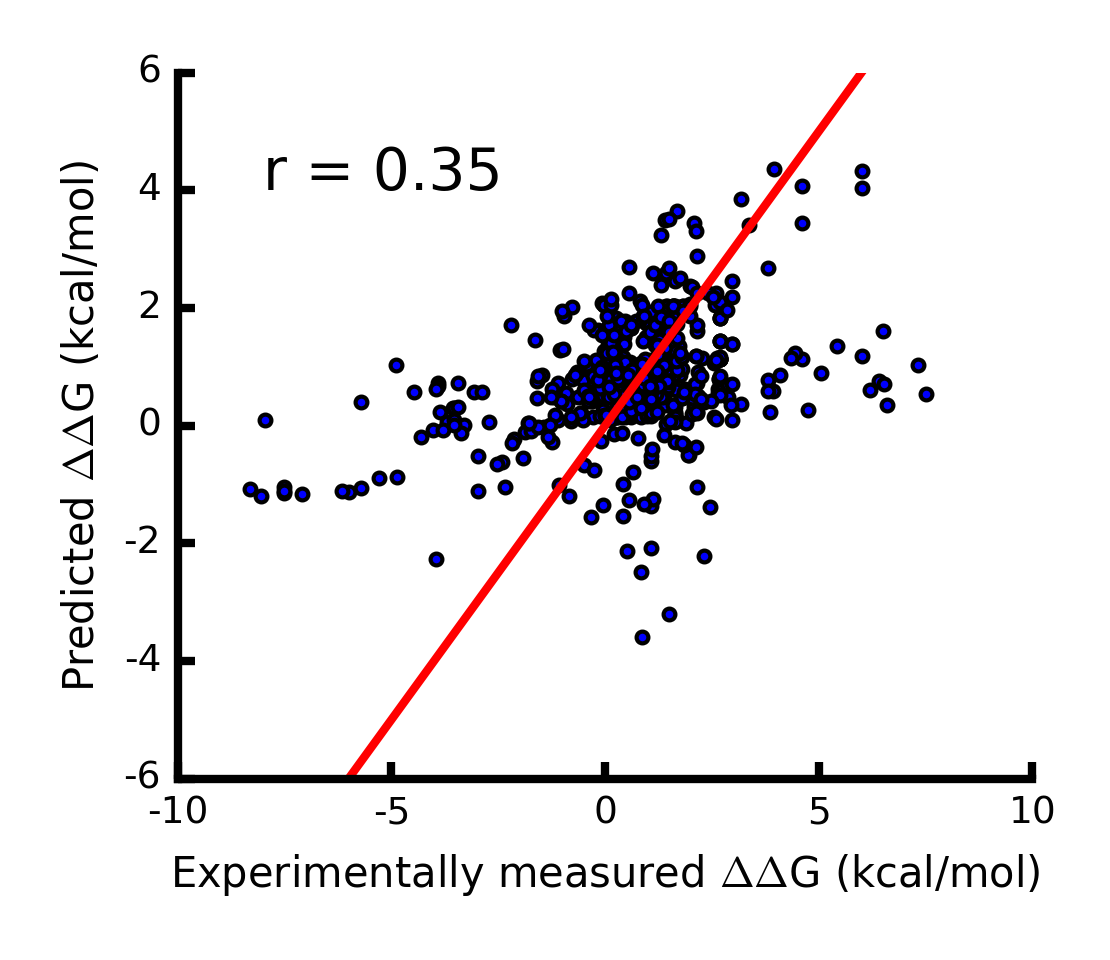 6
r = 0.35
4
2
0
-2
-4
-6
Predicted ΔΔG (kcal/mol)
-10 -5 0 5 10
Experimentally measured ΔΔG (kcal/mol)